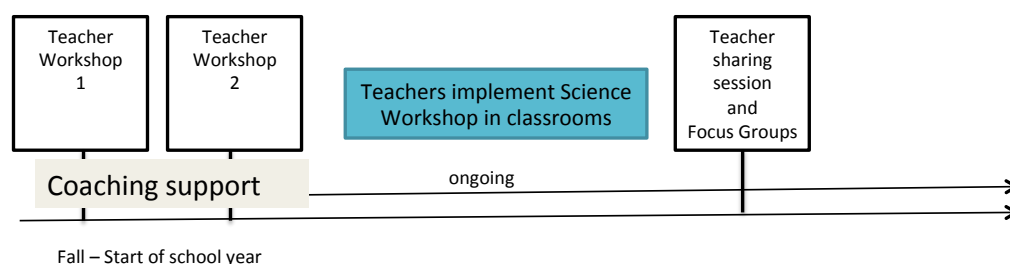 Teacher
Workshop
1
Teacher
Workshop
2
Teachers implement Science
Workshop in classrooms
Teacher
sharing
session
and
Focus Groups
Coaching support
ongoing
Fall – Start of school year